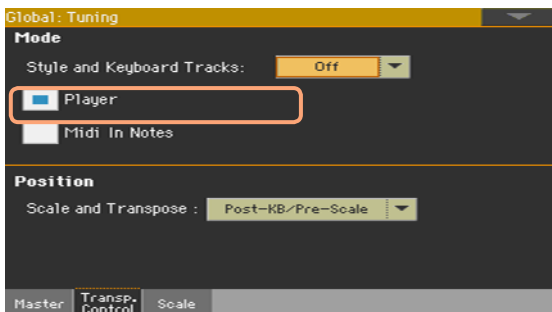 Global: Tuning
Mode
Style and Keyboard Tracks: Off
Player
Midi In Notes
Position
Scale and Transpose : Post-KB/Pre-Scale
Master Transp. Control Scale